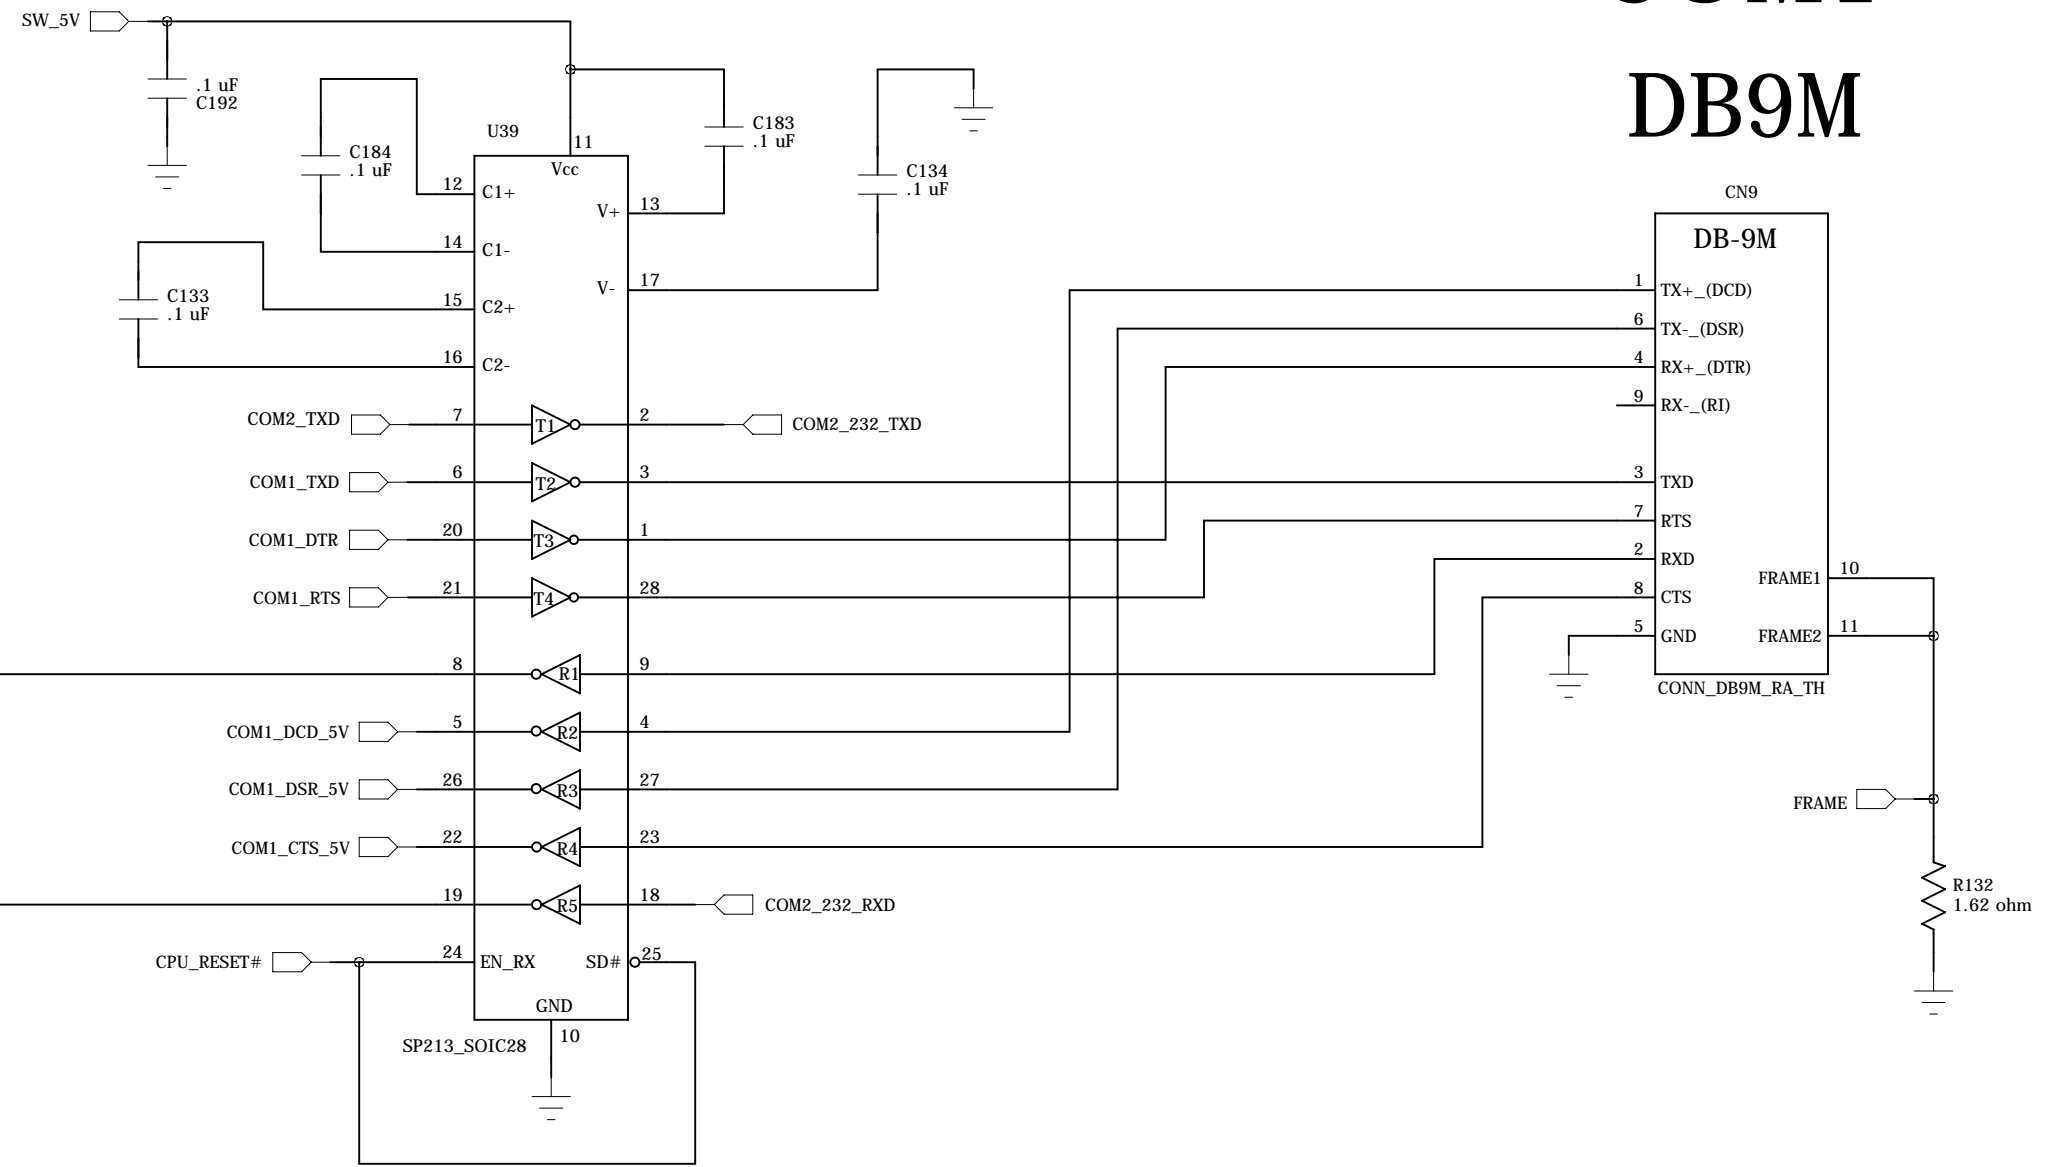 SW_5V
DB9M
.1 uF
C192
U39
11
C183
.1 uF
C184
.1 uF
Vcc
C134
.1 uF
12
C1+
V+
13
CN9
14
C1-
DB-9M
C133
.1 uF
15
C2+
V-
17
1
TX+_(DCD)
6
TX-_(DSR)
16
C2-
4
RX+_(DTR)
9
RX-_(RI)
COM2_TXD
7
T1
2
COM2_232_TXD
COM1_TXD
6
T2
3
3
TXD
7
RTS
COM1_DTR
20
T3
1
2
RXD
FRAME1
10
COM1_RTS
21
T4
28
8
CTS
5
GND
FRAME2
11
8
R1
9
CONN_DB9M_RA_TH
COM1_DCD_5V
5
R2
4
COM1_DSR_5V
26
R3
27
FRAME
COM1_CTS_5V
22
R4
23
19
R5
18
COM2_232_RXD
R132
1.62 ohm
CPU_RESET#
24
EN_RX
SD#
25
GND
10
SP213_SOIC28